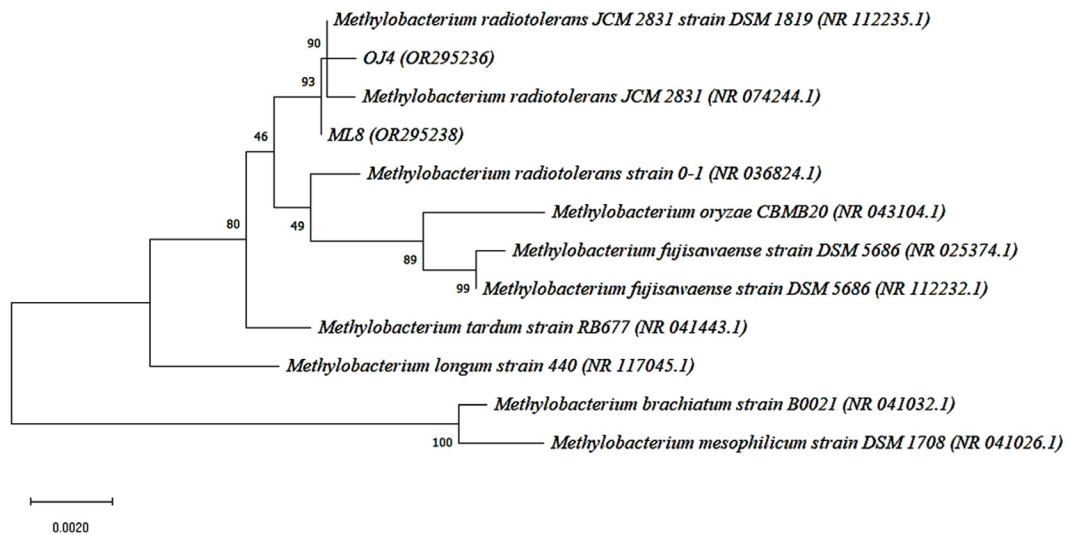 Methylobacterium radiotolerans JCM 2831 strain DSM 1819 (NR 112235.1)
90
OJ4 (OR295236)
93
Methylobacterium radiotolerans JCM 2831 (NR 074244.1)
46
ML8 (OR295238)
Methylobacterium radiotolerans strain 0-1 (NR 036824.1)
80
49
Methylobacterium oryzae CBMB20 (NR 043104.1)
Methylobacterium fujisawaense strain DSM 5686 (NR 025374.1)
89
99
Methylobacterium fujisawaense strain DSM 5686 (NR 112232.1)
Methylobacterium tardum strain RB677 (NR 041443.1)
Methylobacterium longum strain 440 (NR 117045.1)
Methylobacterium brachiatum strain B0021 (NR 041032.1)
100
Methylobacterium mesophilicum strain DSM 1708 (NR 041026.1)
0.0020